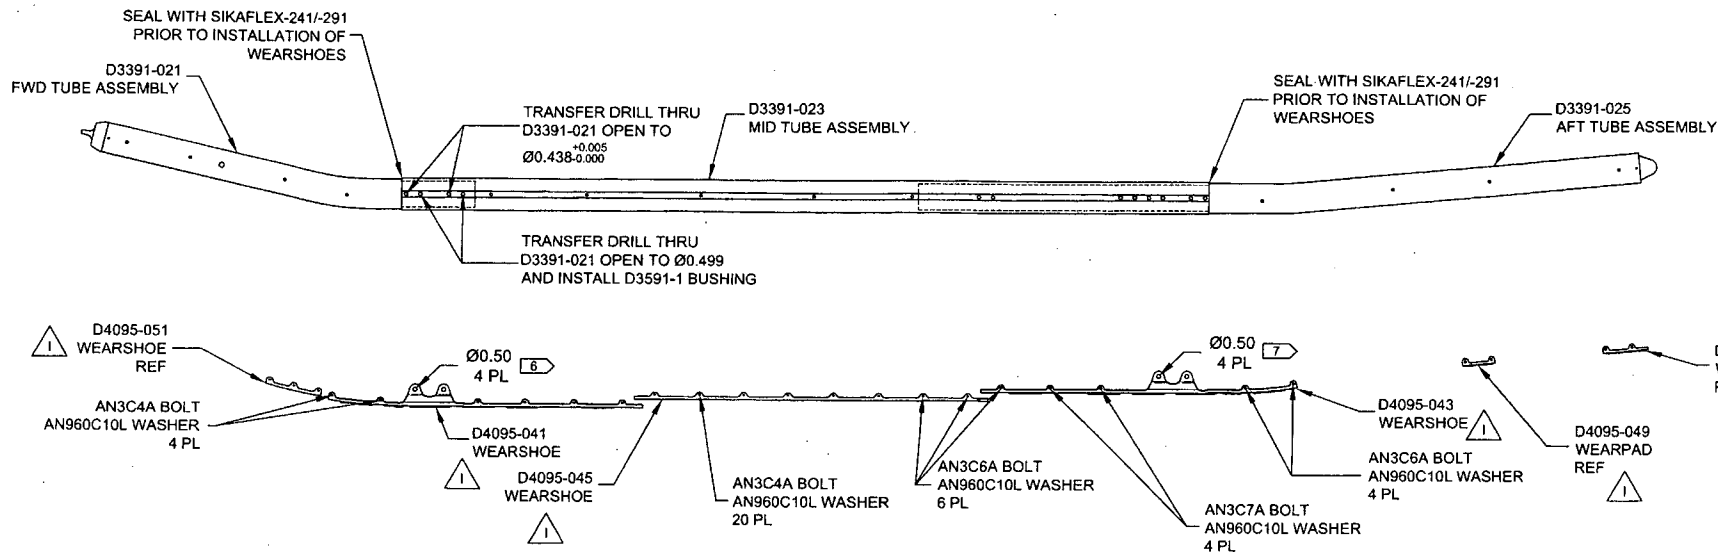 SEAL WITH SIKAFLEX-241/-291
PRIOR TO INSTALLATION OF
WEARSHOES
D3391-021
FWD TUBE ASSEMBLY
TRANSFER DRILL THRU
D3391-021 OPEN TO
Ø0.438 +0.005 -0.000
D3391-023
MID TUBE ASSEMBLY
SEAL WITH SIKAFLEX-241/-291
PRIOR TO INSTALLATION OF
WEARSHOES
D3391-025
AFT TUBE ASSEMBLY
TRANSFER DRILL THRU
D3391-021 OPEN TO Ø0.499
AND INSTALL D3591-1 BUSHING
1
D4095-051
WEARSHOE
REF
Ø0.50
4 PL
6
AN3C4A BOLT
AN960C10L WASHER
4 PL
D4095-041
WEARSHOE
1
D4095-045
WEARSHOE
1
AN3C4A BOLT
AN960C10L WASHER
20 PL
AN3C6A BOLT
AN960C10L WASHER
6 PL
Ø0.50
4 PL
7
AN3C7A BOLT
AN960C10L WASHER
4 PL
AN3C6A BOLT
AN960C10L WASHER
4 PL
D4095-043
WEARSHOE
1
D4095-049
WEARPAD
REF
1